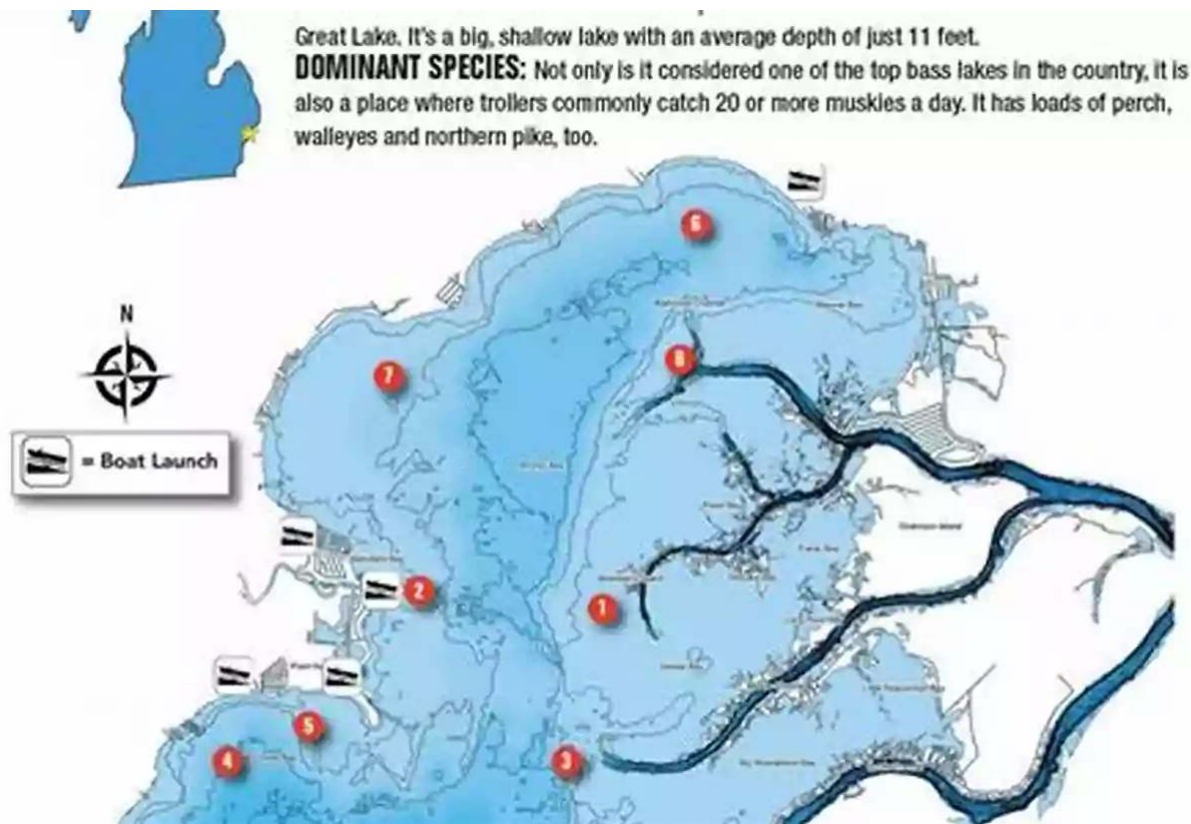 Great Lake. It's a big, shallow lake with an average depth of just 11 feet.
DOMINANT SPECIES: Not only is it considered one of the top bass lakes in the country, it is
also a place where trollers commonly catch 20 or more muskies a day. It has loads of perch,
walleyes and northern pike, too.
6
N
7
8
= Boat Launch
2
1
5
4
3